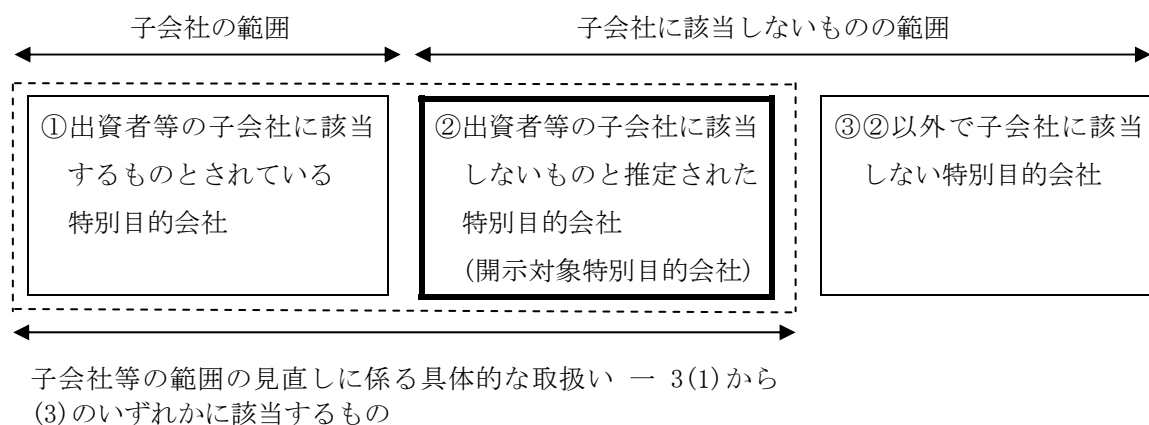 子会社の範囲
子会社に該当しないものの範囲
①出資者等の子会社に該当
するものとされている
特別目的会社
②出資者等の子会社に該当
しないものと推定された
特別目的会社
(開示対象特別目的会社)
③②以外で子会社に該当
しない特別目的会社
子会社等の範囲の見直しに係る具体的な取扱い 一 3(1)から
(3)のいずれかに該当するもの